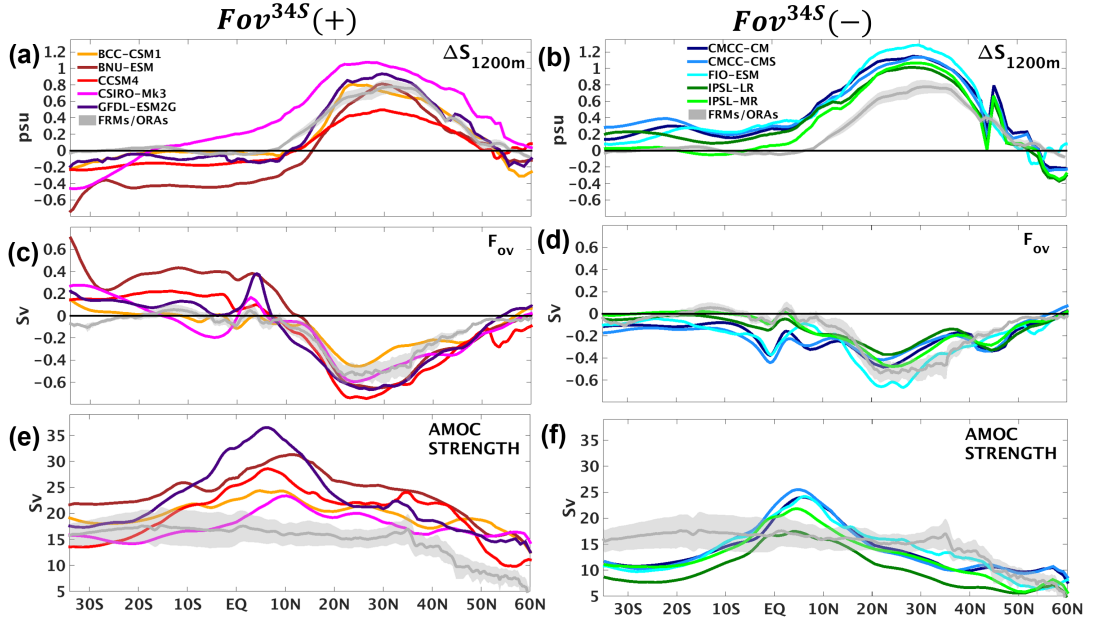 Fov³⁴ˢ(+)
Fov³⁴ˢ(−)
(a)
BCC−CSM1
BNU−ESM
CCSM4
CSIRO−Mk3
GFDL−ESM2G
FRMs/ORAs
ΔS1200m
psu
1.2
1
0.8
0.6
0.4
0.2
0
−0.2
−0.4
−0.6
(b)
CMCC−CM
CMCC−CMS
FIO−ESM
IPSL−LR
IPSL−MR
FRMs/ORAs
ΔS1200m
psu
1.2
1
0.8
0.6
0.4
0.2
0
−0.2
−0.4
−0.6
(c)
Fov
Sv
0.6
0.4
0.2
0
−0.2
−0.4
−0.6
(d)
Fov
Sv
0.6
0.4
0.2
0
−0.2
−0.4
−0.6
(e)
AMOC
STRENGTH
Sv
35
30
25
20
15
10
5
30S 20S 10S EQ 10N 20N 30N 40N 50N 60N
(f)
AMOC
STRENGTH
Sv
35
30
25
20
15
10
5
30S 20S 10S EQ 10N 20N 30N 40N 50N 60N